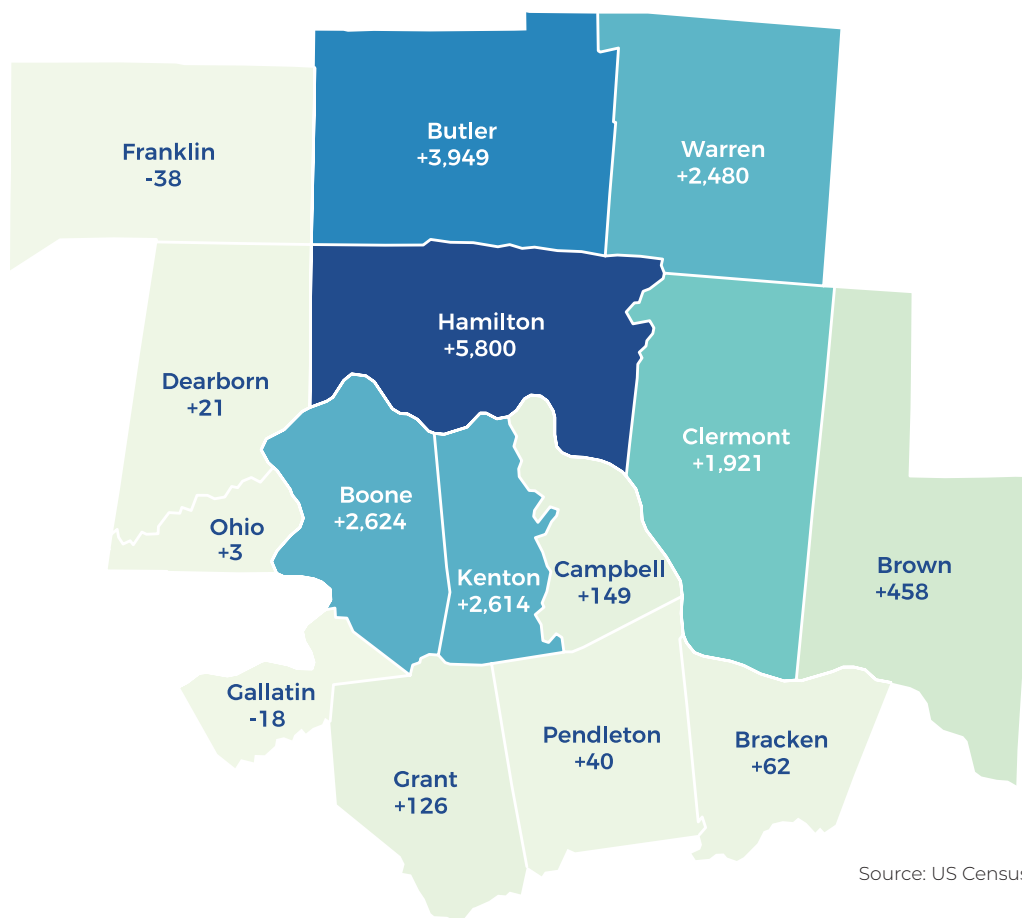 Butler
+3,949
Franklin
-38
Warren
+2,480
Hamilton
+5,800
Dearborn
+21
Clermont
+1,921
Boone
+2,624
Ohio
+3
Kenton
+2,614
Campbell
+149
Brown
+458
Gallatin
-18
Pendleton
+40
Bracken
+62
Grant
+126
Source: US Census